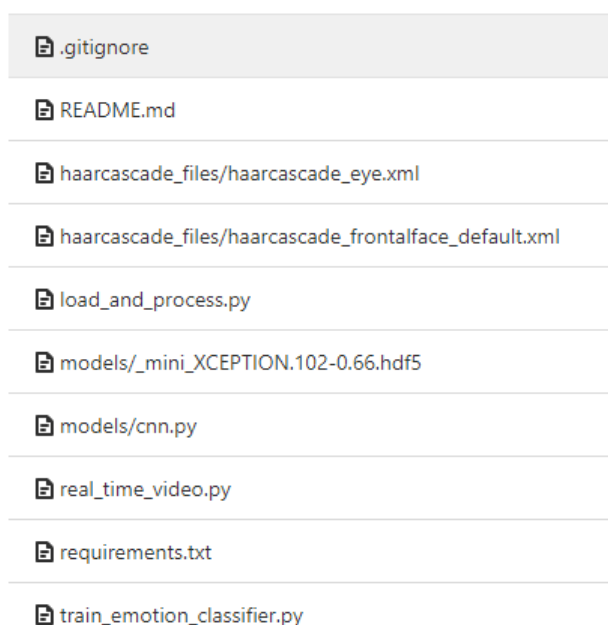 .gitignore
README.md
haarcascade_files/haarcascade_eye.xml
haarcascade_files/haarcascade_frontalface_default.xml
load_and_process.py
models/_mini_XCEPTION.102-0.66.hdf5
models/cnn.py
real_time_video.py
requirements.txt
train_emotion_classifier.py